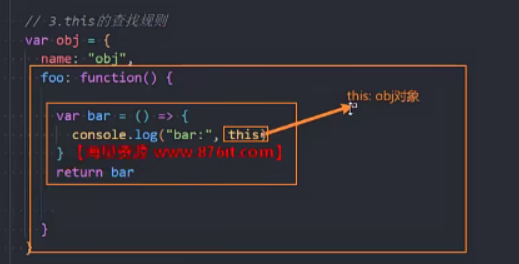 // 3.this的查找规则
var obj = {
name: "obj",
foo: function() {
this: obj对象
var bar = () => {
console.log("bar:", this)
}【海量资源 www.876it.com】
return bar
}
}